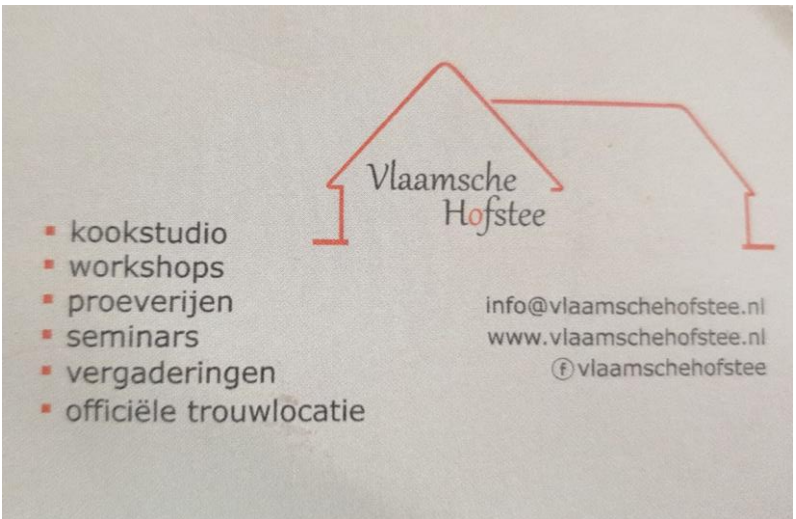 Vlaamsche
Hofstee
kookstudio
workshops
proeverijen
seminars
vergaderingen
officiële trouwlocatie
info@vlaamschehofstee.nl
www.vlaamschehofstee.nl
f vlaamschehofstee